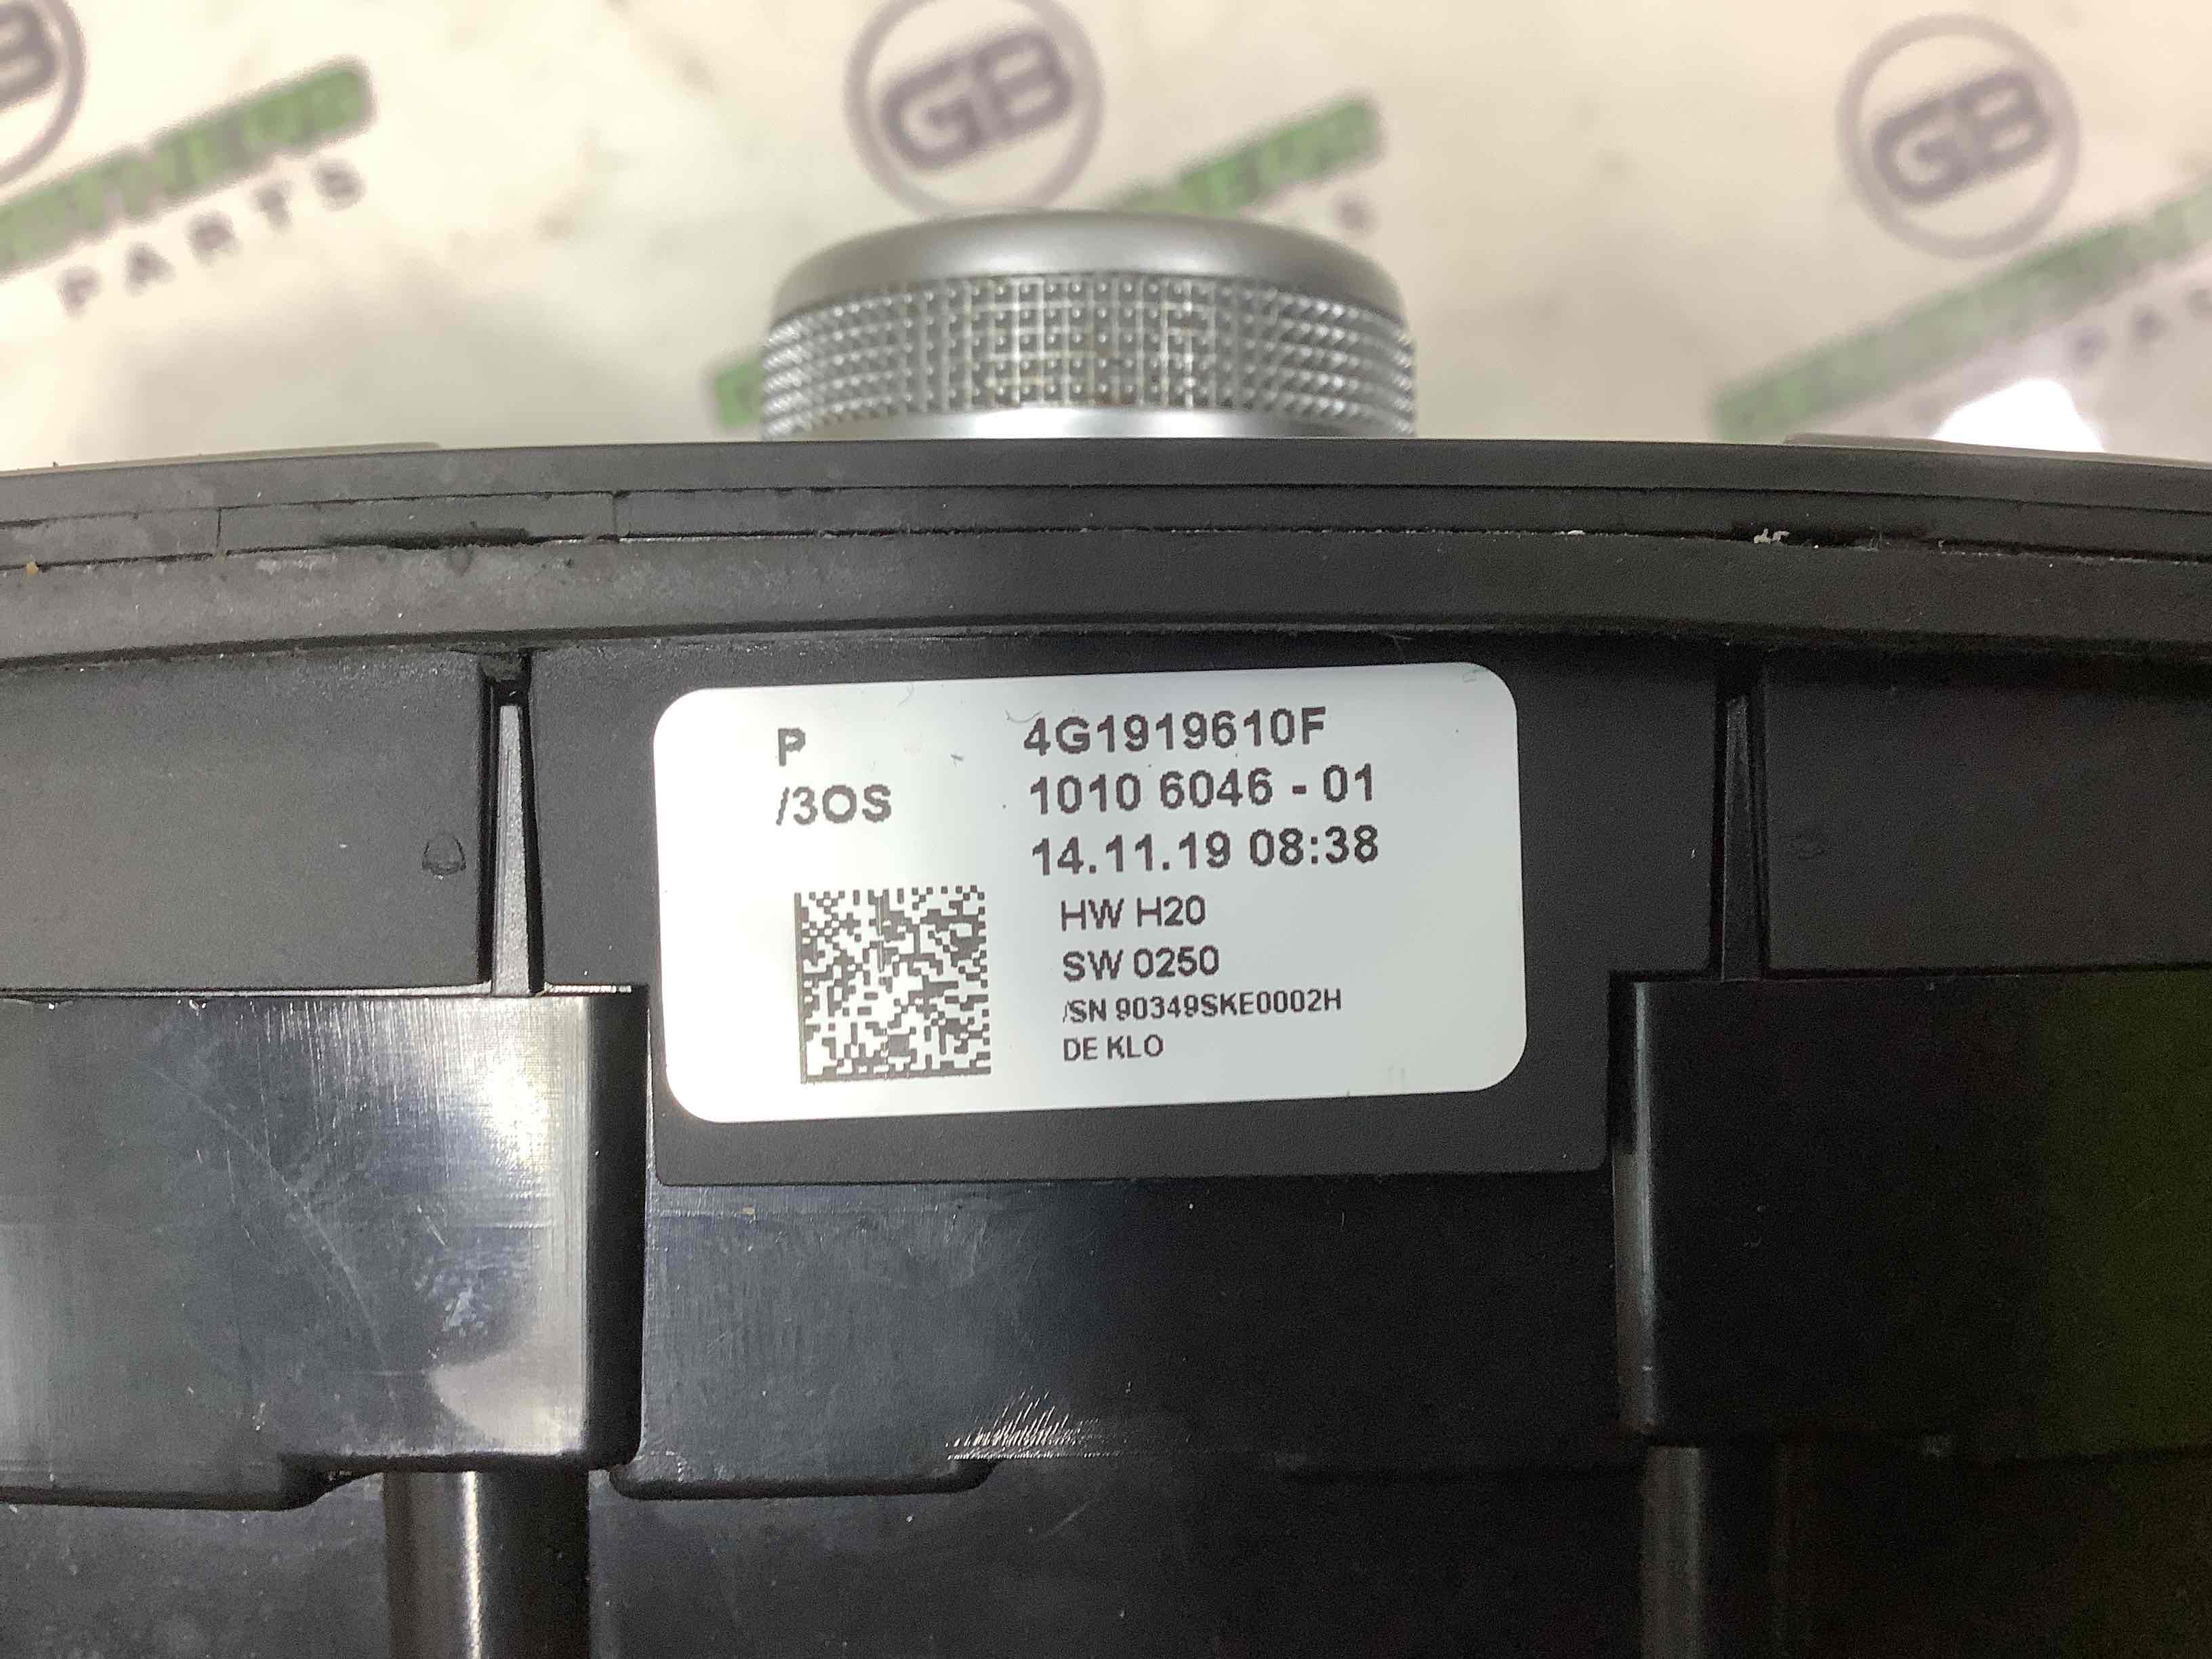 GB
GB
PARTS
P 4G1919610F
/3OS 1010 6046 - 01
14.11.19 08:38
HW H20
SW 0250
/SN 90349SKE0002H
DE KLO